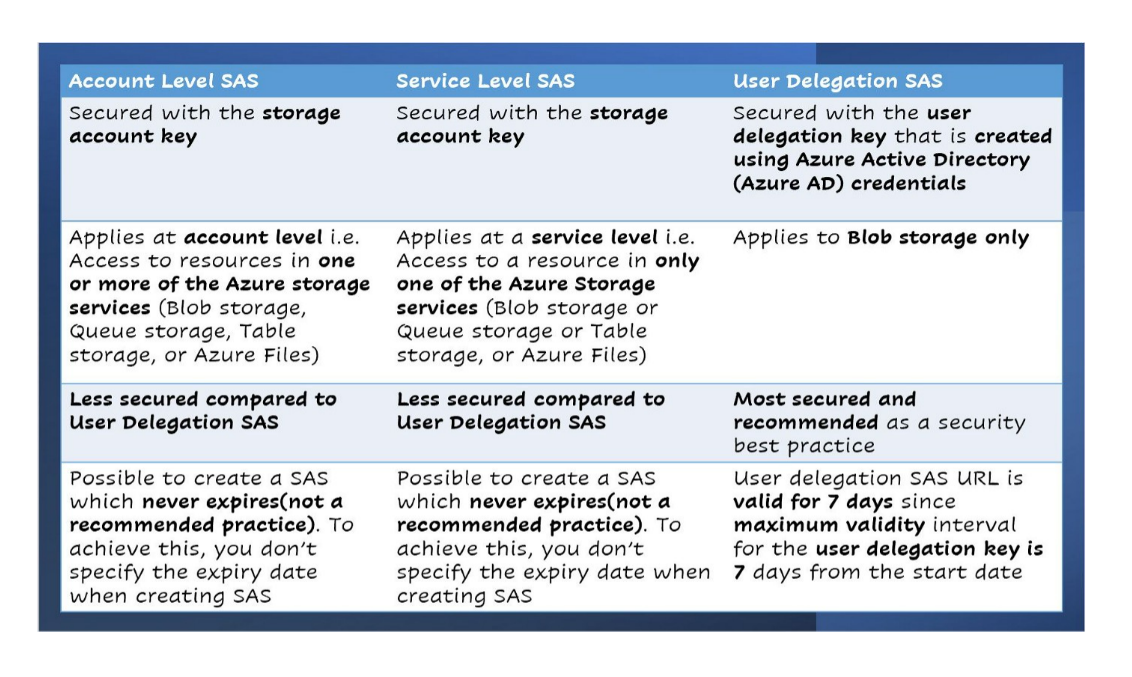 Account Level SAS
Service Level SAS
User Delegation SAS
Secured with the storage
account key
Secured with the storage
account key
Secured with the user
delegation key that is created
using Azure Active Directory
(Azure AD) credentials
Applies at account level i.e.
Access to resources in one
or more of the Azure storage
services (Blob storage,
Queue storage, Table
storage, or Azure Files)
Applies at a service level i.e.
Access to a resource in only
one of the Azure Storage
services (Blob storage or
Queue storage or Table
storage, or Azure Files)
Applies to Blob storage only
Less secured compared to
User Delegation SAS
Less secured compared to
User Delegation SAS
Most secured and
recommended as a security
best practice
Possible to create a SAS
which never expires(not a
recommended practice). To
achieve this, you don't
specify the expiry date
when creating SAS
Possible to create a SAS
which never expires(not a
recommended practice). To
achieve this, you don't
specify the expiry date when
creating SAS
User delegation SAS URL is
valid for 7 days since
maximum validity interval
for the user delegation key is
7 days from the start date